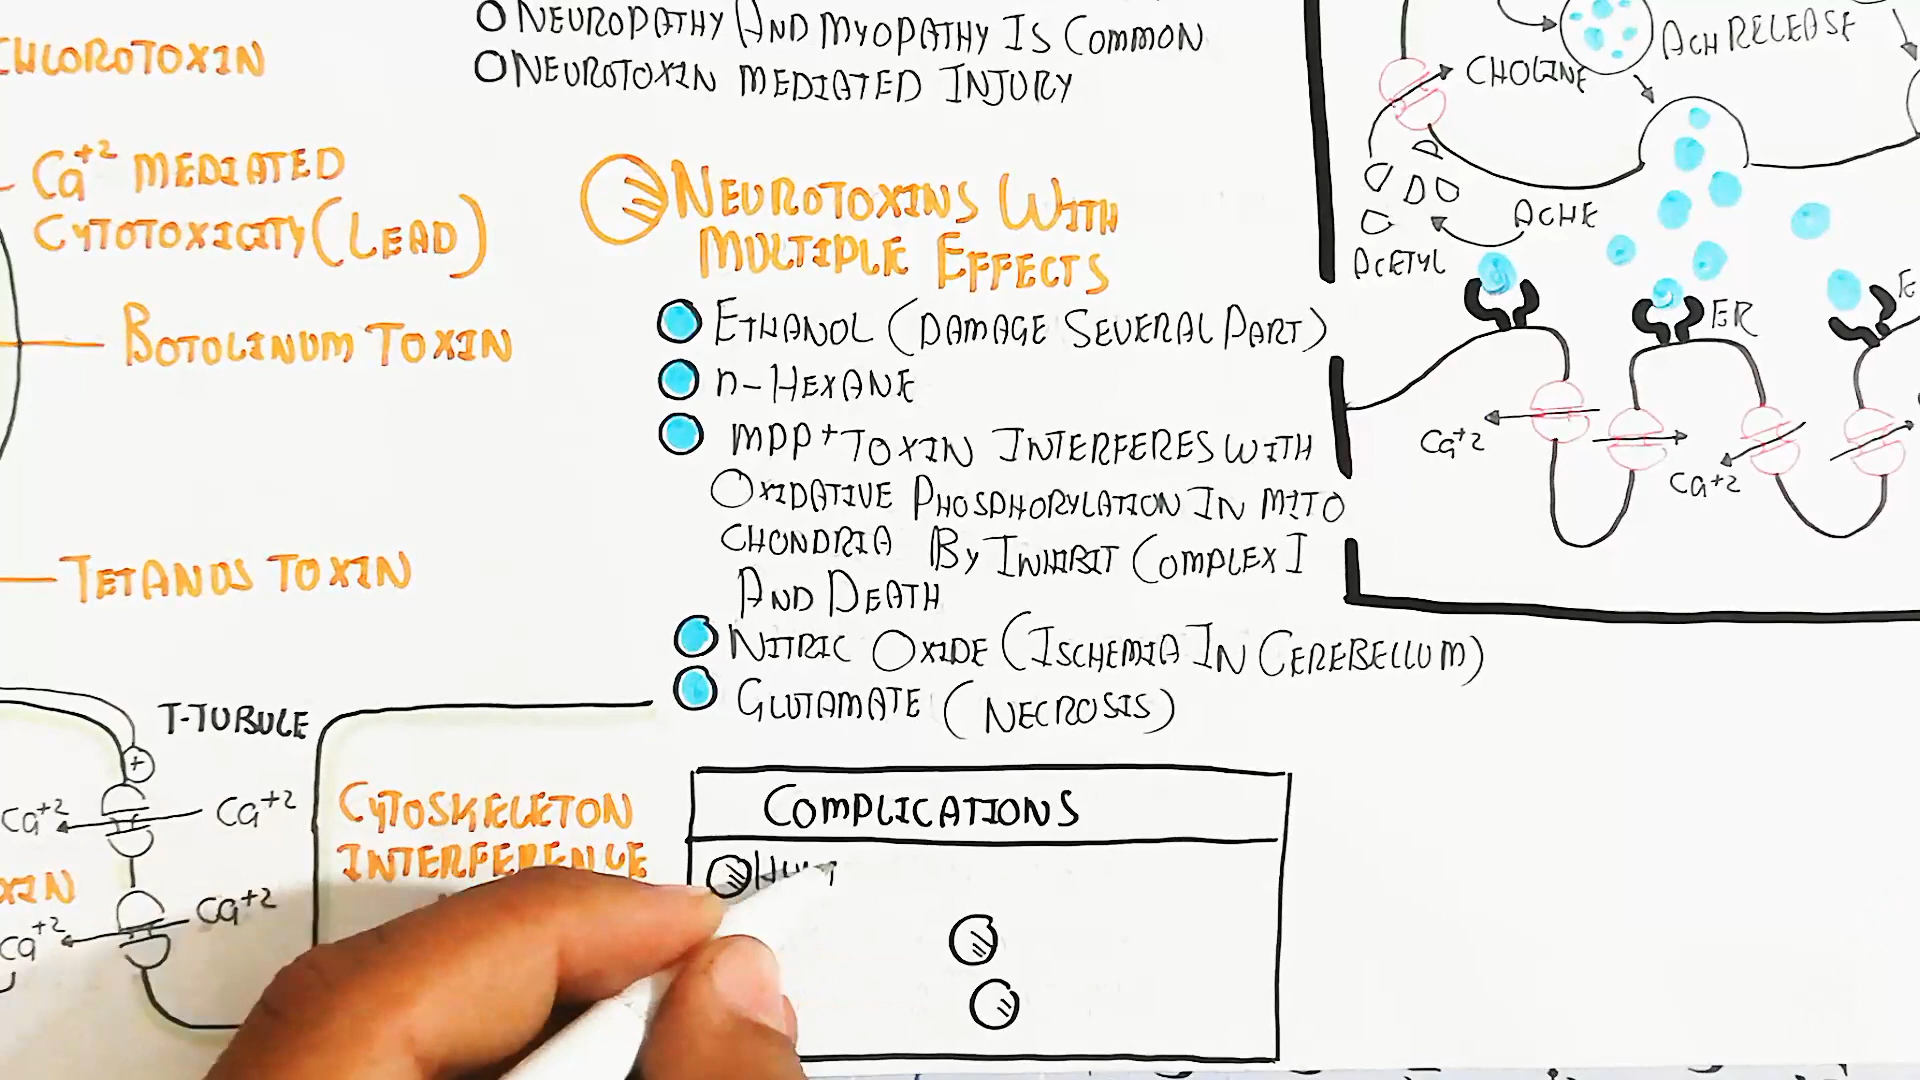 NEUROPATHY AND MYOPATHY IS COMMON
NEUROTOXIN MEDIATED INJURY
CHLOROTOXIN
Ca+2 MEDIATED
CYTOTOXICITY (LEAD)
BOTOLINUM TOXIN
TETANOS TOXIN
NEUROTOXINS WITH
MULTIPLE EFFECTS
ETHANOL (DAMAGE SEVERAL PART)
n-HEXANE
MPP+ TOXIN INTERFERES WITH
OXIDATIVE PHOSPHORYLATION IN MITO
CHONDRIA BY INHIBIT COMPLEX I
AND DEATH
NITRIC OXIDE (ISCHEMIA IN CEREBELLUM)
GLUTAMATE (NECROSIS)
ACH RELEASE
CHOLINE
ACHE
ACETYL
ER
Ca+2
Ca+2
T-TUBULE
+
Ca+2
Ca+2
Ca+2
Ca+2
CYTOSKELETON
INTERFERENCE
COMPLICATIONS